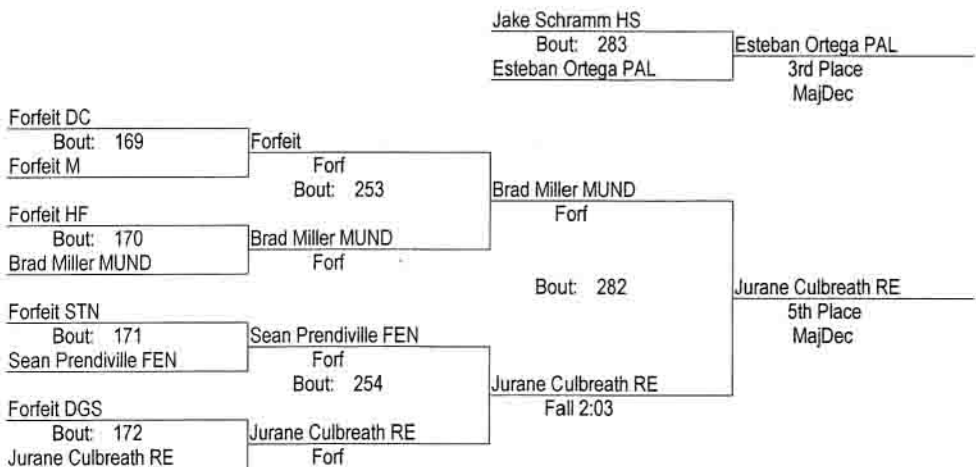 Jake Schramm HS
Bout: 283
Esteban Ortega PAL
Esteban Ortega PAL
3rd Place
MajDec
Forfeit DC
Bout: 169
Forfeit M
Forfeit
Forf
Bout: 253
Forfeit HF
Bout: 170
Brad Miller MUND
Brad Miller MUND
Forf
Brad Miller MUND
Forf
Bout: 282
Forfeit STN
Bout: 171
Sean Prendiville FEN
Sean Prendiville FEN
Forf
Bout: 254
Forfeit DGS
Bout: 172
Jurane Culbreath RE
Jurane Culbreath RE
Forf
Jurane Culbreath RE
Fall 2:03
Jurane Culbreath RE
5th Place
MajDec